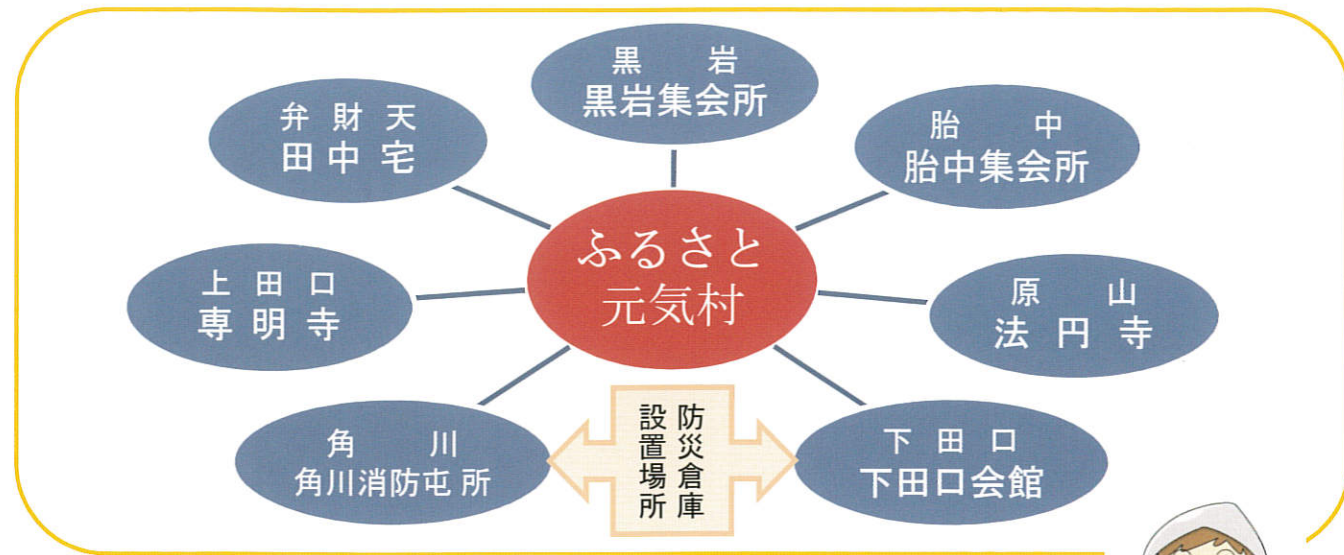 黒 岩
黒岩集会所
弁 財 天
田 中 宅
胎 中
胎中集会所
ふるさと
元気村
上 田 口
専 明 寺
原 山
法 円 寺
角 川
角川消防屯所
防災倉庫
設置場所
下 田 口
下田口会館